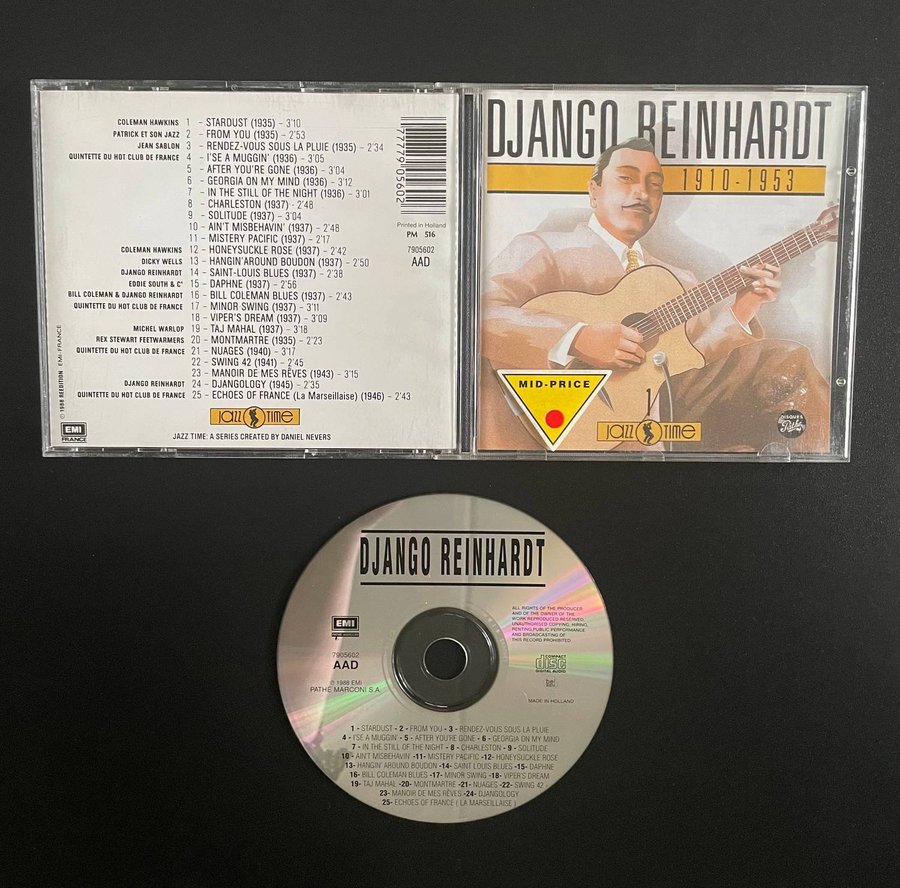 COLEMAN HAWKINS 1 - STARDUST (1935) - 3'10
PATRICK ET SON JAZZ 2 - FROM YOU (1935) - 2'53
JEAN SABLON 3 - RENDEZ-VOUS SOUS LA PLUIE (1935) - 2'34
QUINTETTE DU HOT CLUB DE FRANCE 4 - I'SE A MUGGIN' (1936) - 3'05
5 - AFTER YOU'RE GONE (1936) - 3'04
6 - GEORGIA ON MY MIND (1936) - 3'12
7 - IN THE STILL OF THE NIGHT (1936) - 3'01
8 - CHARLESTON (1937) - 2'48
9 - SOLITUDE (1937) - 3'04
10 - AIN'T MISBEHAVIN' (1937) - 2'48
11 - MISTERY PACIFIC (1937) - 2'17
COLEMAN HAWKINS 12 - HONEYSUCKLE ROSE (1937) - 2'42
DICKY WELLS 13 - HANGIN'AROUND BOUDON (1937) - 2'50
DJANGO REINHARDT 14 - SAINT-LOUIS BLUES (1937) - 2'38
EDDIE SOUTH & Cº 15 - DAPHNE (1937) - 2'56
BILL COLEMAN & DJANGO REINHARDT 16 - BILL COLEMAN BLUES (1937) - 2'43
QUINTETTE DU HOT CLUB DE FRANCE 17 - MINOR SWING (1937) - 3'11
18 - VIPER'S DREAM (1937) - 3'09
MICHEL WARLOP 19 - TAJ MAHAL (1937) - 3'18
REX STEWART FEETWARMERS 20 - MONTMARTRE (1935) - 2'23
QUINTETTE DU HOT CLUB DE FRANCE 21 - NUAGES (1940) - 3'17
22 - SWING 42 (1941) - 2'45
23 - MANOIR DE MES RÊVES (1943) - 3'15
DJANGO REINHARDT 24 - DJANGOLOGY (1945) - 2'35
QUINTETTE DU HOT CLUB DE FRANCE 25 - ECHOES OF FRANCE (La Marseillaise) (1946) - 2'43
JAZZ TIME
JAZZ TIME: A SERIES CREATED BY DANIEL NEVERS
EMI
FRANCE
℗ 1988 REEDITION EMI-FRANCE
7777905602
Printed in Holland
PM 516
7905602
AAD
DJANGO REINHARDT
1910-1953
MID-PRICE
1
JAZZ TIME
DISQUES
Pathé
DJANGO REINHARDT
EMI
PATHE MARCONI
7905602
AAD
℗ 1988 EMI
PATHE MARCONI S.A.
ALL RIGHTS OF THE PRODUCER
AND OF THE OWNER OF THE
WORK REPRODUCED RESERVED,
UNAUTHORISED COPYING, HIRING,
RENTING,PUBLIC PERFORMANCE
AND BROADCASTING OF
THIS RECORD PROHIBITED
COMPACT
disc
DIGITAL AUDIO
MADE IN HOLLAND
1 - STARDUST - 2 - FROM YOU - 3 - RENDEZ-VOUS SOUS LA PLUIE
4 - I'SE A MUGGIN' - 5 - AFTER YOU'RE GONE - 6 - GEORGIA ON MY MIND
7 - IN THE STILL OF THE NIGHT - 8 - CHARLESTON - 9 - SOLITUDE
10 - AIN'T MISBEHAVIN' -11- MISTERY PACIFIC -12- HONEYSUCKLE ROSE
13- HANGIN' AROUND BOUDON -14- SAINT LOUIS BLUES -15- DAPHNE
16- BILL COLEMAN BLUES -17- MINOR SWING -18- VIPER'S DREAM
19- TAJ MAHAL -20- MONTMARTRE -21- NUAGES -22- SWING 42
23- MANOIR DE MES RÊVES -24- DJANGOLOGY
25- ECHOES OF FRANCE ( LA MARSEILLAISE )